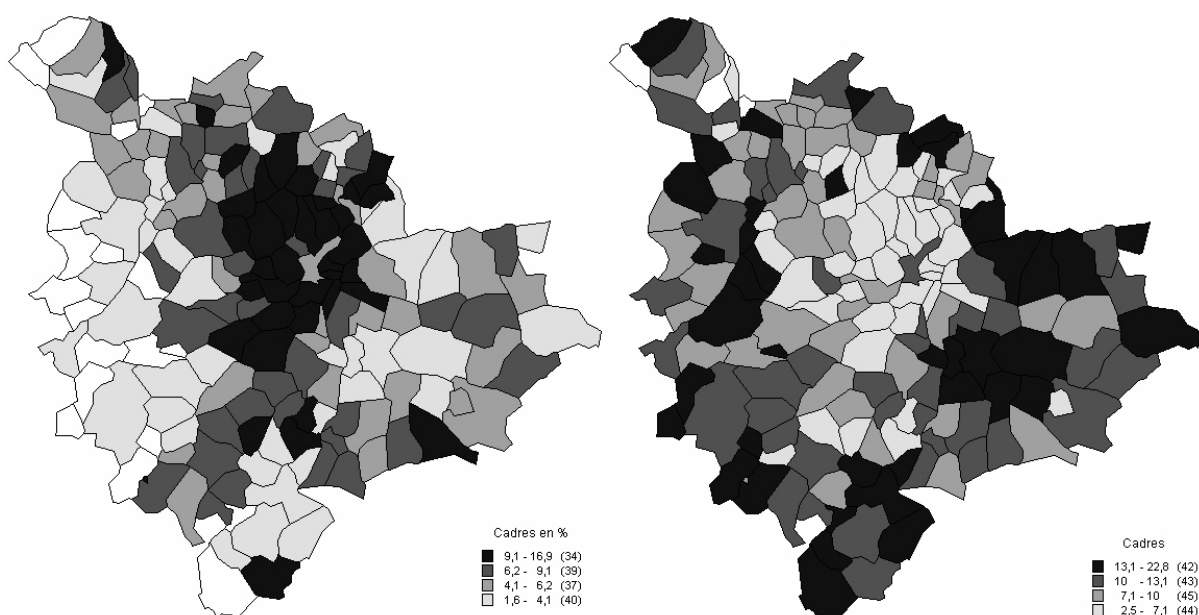 Cadres en %
9,1 - 16,9 (34)
6,2 - 9,1 (39)
4,1 - 6,2 (37)
1,6 - 4,1 (40)
Cadres
13,1 - 22,8 (42)
10 - 13,1 (43)
7,1 - 10 (45)
2,5 - 7,1 (44)